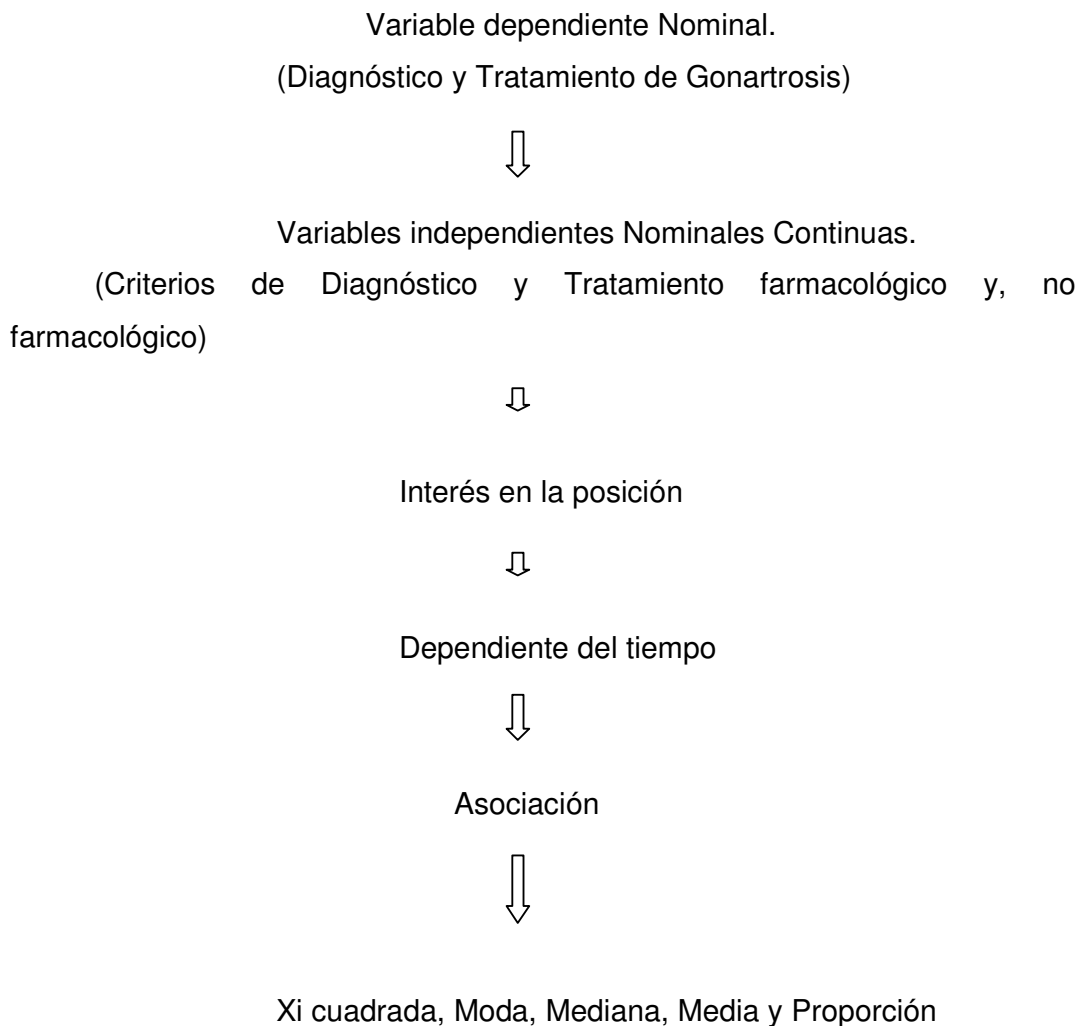 Variable dependiente Nominal.
(Diagnóstico y Tratamiento de Gonartrosis)
Variables independientes Nominales Continuas.
(Criterios de Diagnóstico y Tratamiento farmacológico y, no
farmacológico)
Interés en la posición
Dependiente del tiempo
Asociación
Xi cuadrada, Moda, Mediana, Media y Proporción